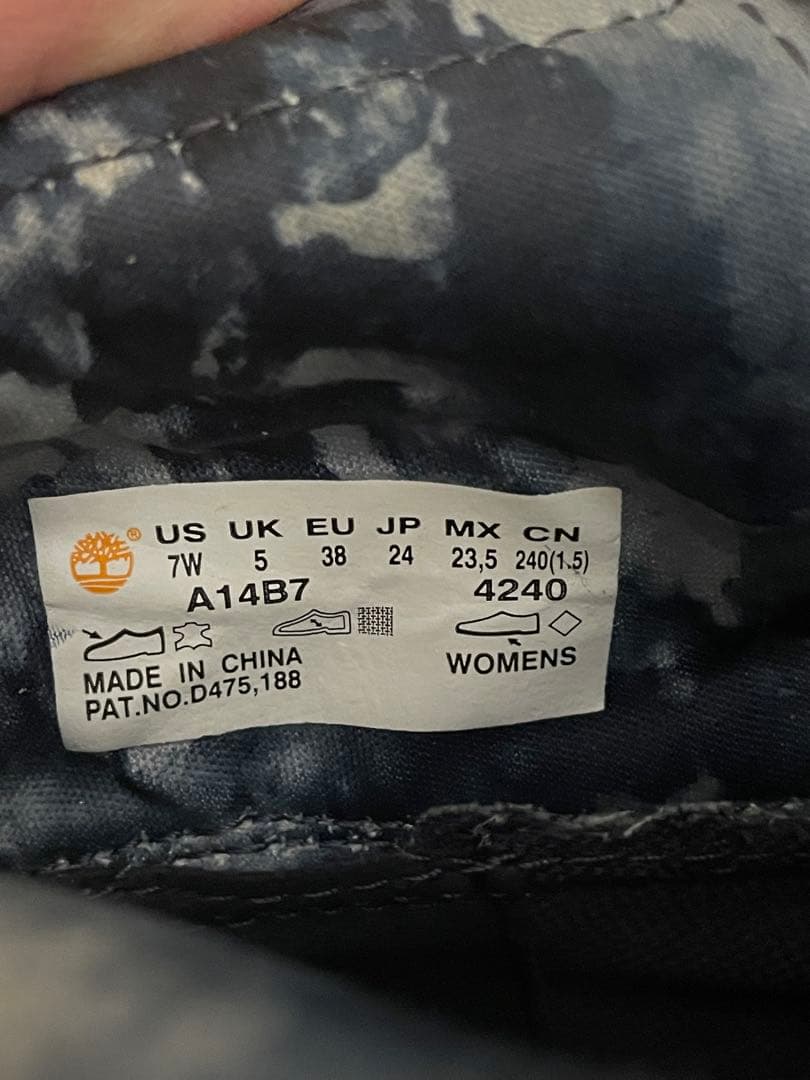 ® US UK EU JP MX CN
7W 5 38 24 23,5 240(1.5)
A14B7 4240
MADE IN CHINA WOMENS
PAT.NO.D475,188